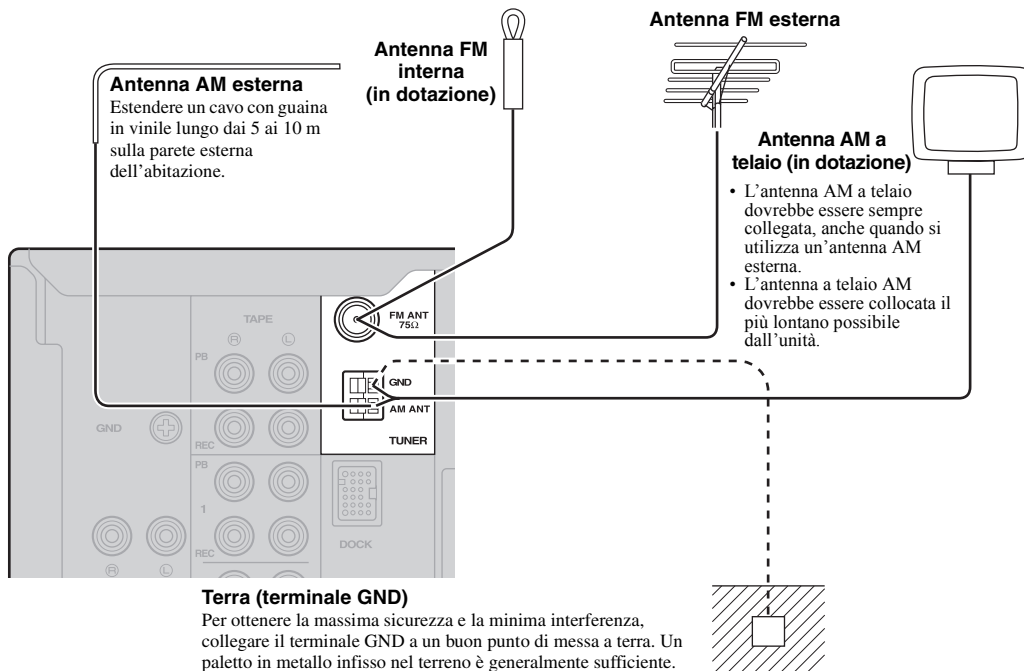 Antenna FM esterna
Antenna FM
interna
(in dotazione)
Antenna AM esterna
Estendere un cavo con guaina
in vinile lungo dai 5 ai 10 m
sulla parete esterna
dell'abitazione.
Antenna AM a
telaio (in dotazione)
• L'antenna AM a telaio
dovrebbe essere sempre
collegata, anche quando si
utilizza un'antenna AM
esterna.
• L'antenna a telaio AM
dovrebbe essere collocata il
più lontano possibile
dall'unità.
TAPE
R
L
PB
REC
GND
PB
1
REC
R
L
FM ANT
75Ω
GND
AM ANT
TUNER
DOCK
Terra (terminale GND)
Per ottenere la massima sicurezza e la minima interferenza,
collegare il terminale GND a un buon punto di messa a terra. Un
paletto in metallo infisso nel terreno è generalmente sufficiente.